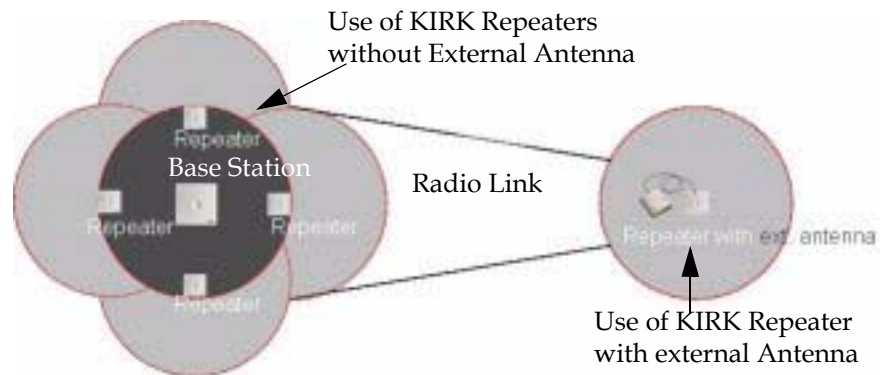 Use of KIRK Repeaters
without External Antenna
Repeater
Base Station
Radio Link
Repeater
Repeater
Repeater with ext. antenna
Repeater
Use of KIRK Repeater
with external Antenna